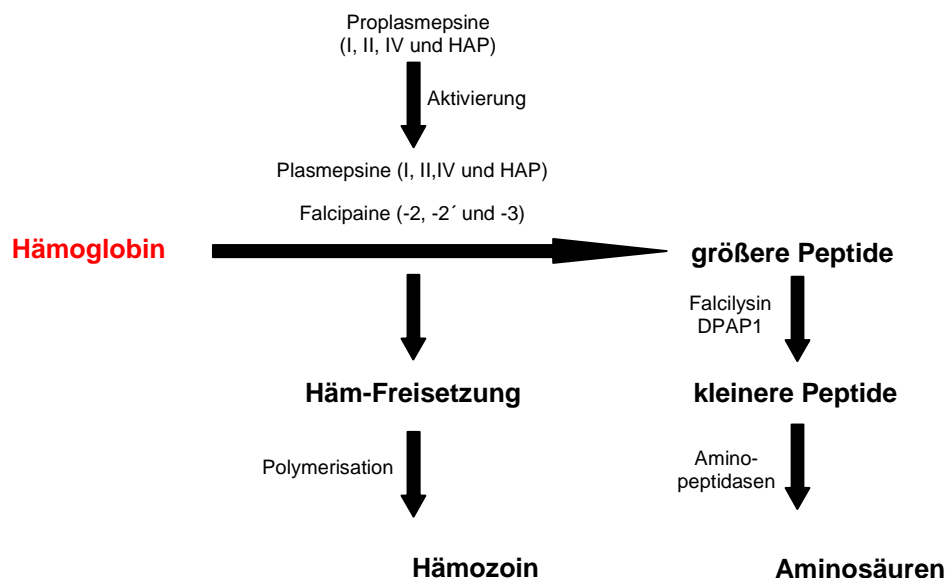 Proplasmepsine
(I, II, IV und HAP)
Aktivierung
Plasmepsine (I, II,IV und HAP)
Falcipaine (-2, -2´ und -3)
Hämoglobin
größere Peptide
Falcilysin
DPAP1
Häm-Freisetzung
kleinere Peptide
Polymerisation
Amino-
peptidasen
Hämozoin
Aminosäuren